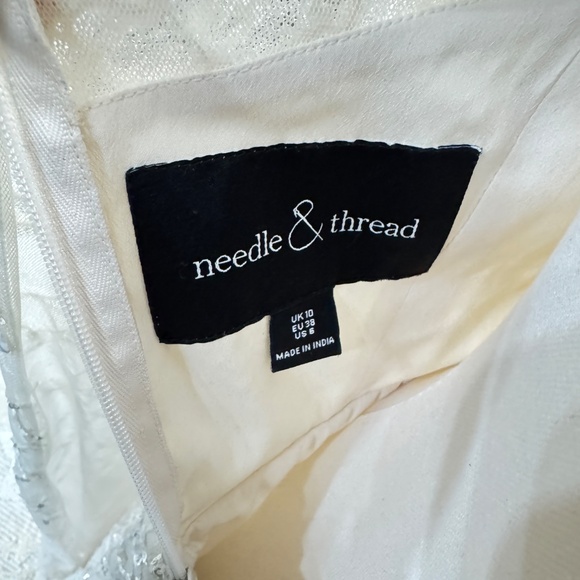 needle & thread
UK 10
EU 38
US 6
MADE IN INDIA